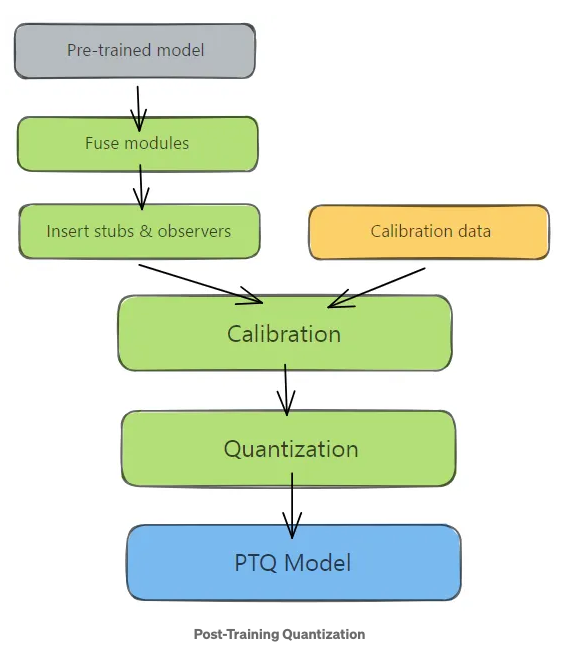 Pre-trained model
Fuse modules
Insert stubs & observers
Calibration data
Calibration
Quantization
PTQ Model
Post-Training Quantization